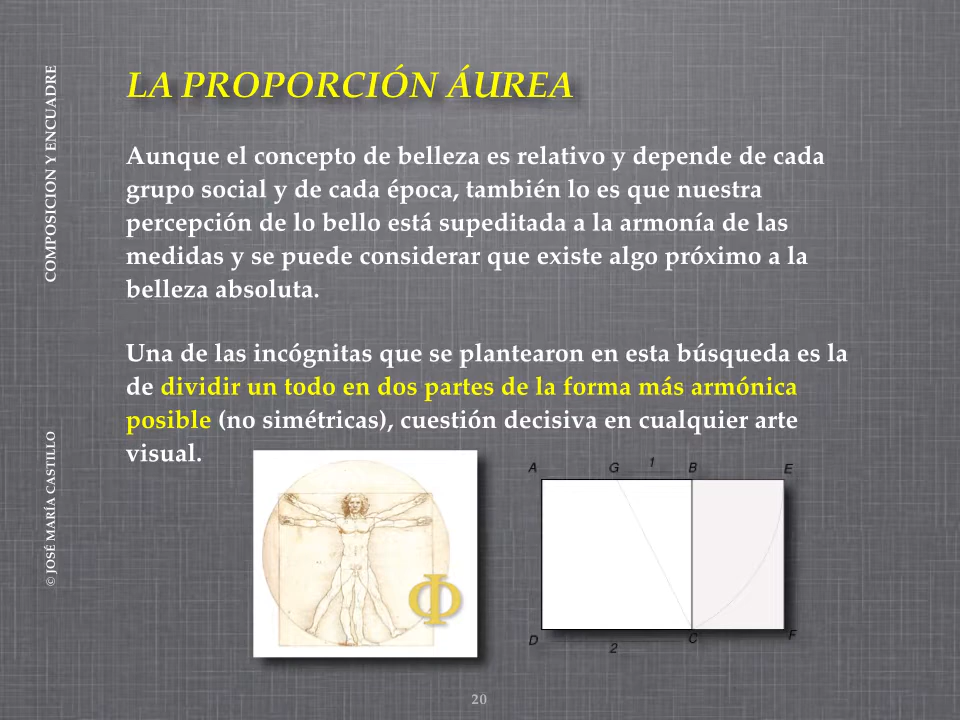 COMPOSICION Y ENCUADRE
© JOSÉ MARÍA CASTILLO
LA PROPORCIÓN ÁUREA
Aunque el concepto de belleza es relativo y depende de cada
grupo social y de cada época, también lo es que nuestra
percepción de lo bello está supeditada a la armonía de las
medidas y se puede considerar que existe algo próximo a la
belleza absoluta.
Una de las incógnitas que se plantearon en esta búsqueda es la
de dividir un todo en dos partes de la forma más armónica
posible (no simétricas), cuestión decisiva en cualquier arte
visual.
Φ
A G 1 B E
D 2 C F
20